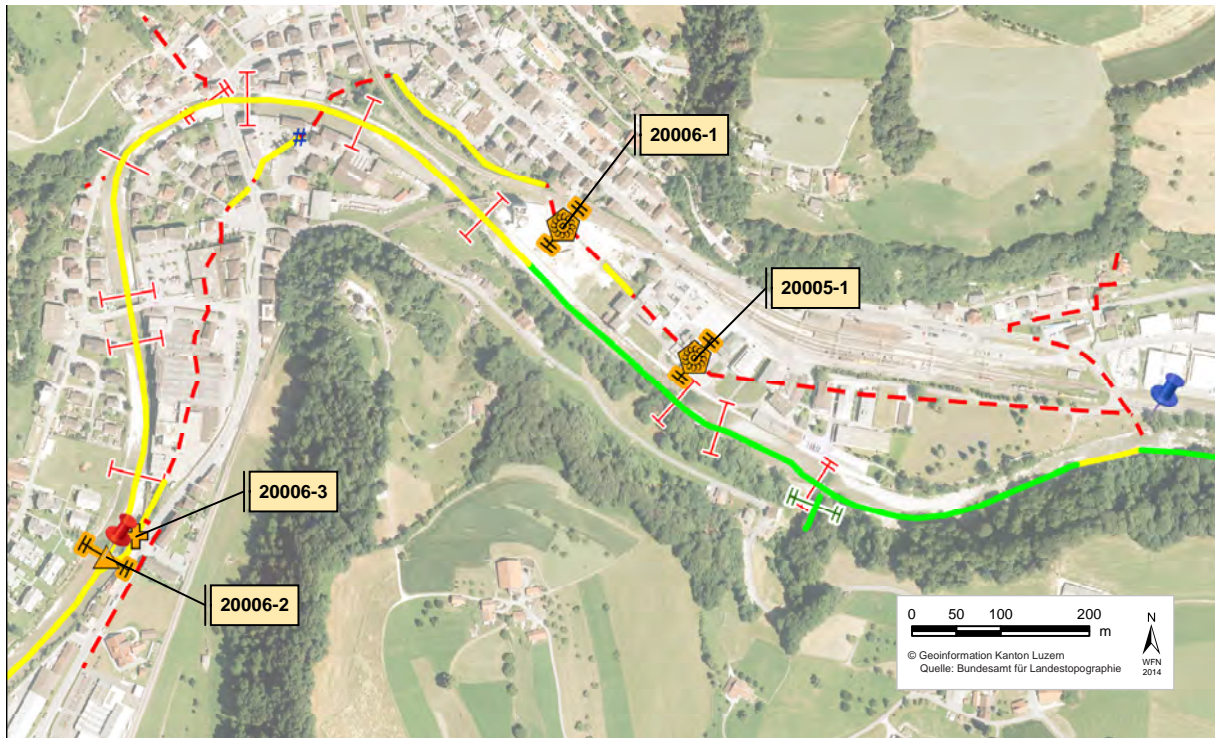 20006-1
20005-1
20006-3
20006-2
0 50 100 200
m
N
© Geoinformation Kanton Luzern
Quelle: Bundesamt für Landestopographie
WFN
2014